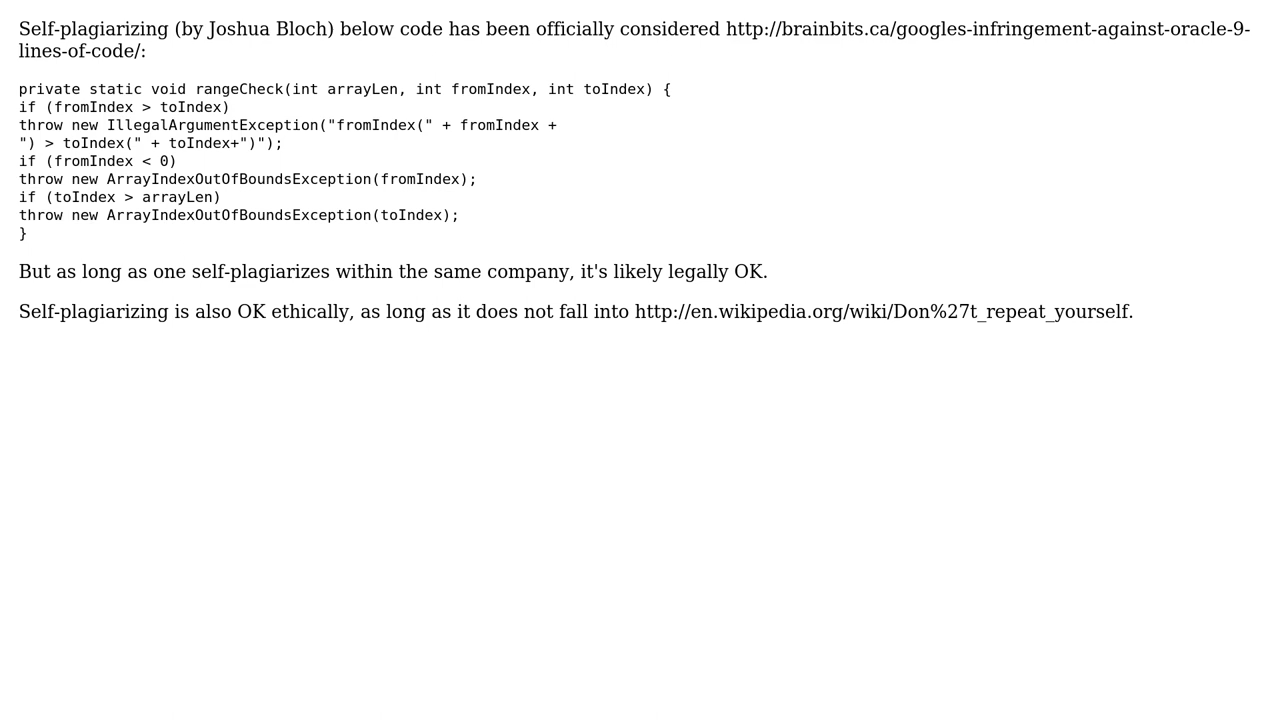 Self-plagiarizing (by Joshua Bloch) below code has been officially considered http://brainbits.ca/googles-infringement-against-oracle-9-
lines-of-code/:
private static void rangeCheck(int arrayLen, int fromIndex, int toIndex) {
if (fromIndex > toIndex)
throw new IllegalArgumentException("fromIndex(" + fromIndex +
") > toIndex(" + toIndex+")");
if (fromIndex < 0)
throw new ArrayIndexOutOfBoundsException(fromIndex);
if (toIndex > arrayLen)
throw new ArrayIndexOutOfBoundsException(toIndex);
}
But as long as one self-plagiarizes within the same company, it's likely legally OK.
Self-plagiarizing is also OK ethically, as long as it does not fall into http://en.wikipedia.org/wiki/Don%27t_repeat_yourself.